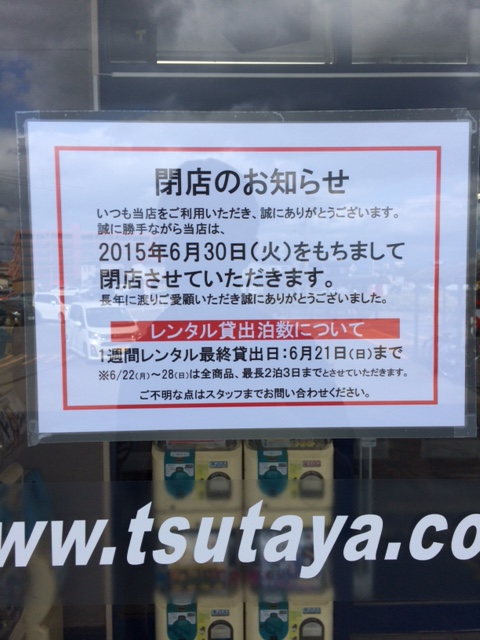 閉店のお知らせ
いつも当店をご利用いただき、誠にありがとうございます。
誠に勝手ながら当店は、
2015年6月30日(火)をもちまして
閉店させていただきます。
長年に渡りご愛顧いただき誠にありがとうございました。
レンタル貸出泊数について
1週間レンタル最終貸出日:6月21日(日)まで
※6/22(月)～28(日)は全商品、最長2泊3日までとさせていただきます。
ご不明な点はスタッフまでお問い合わせください。
www.tsutaya.co